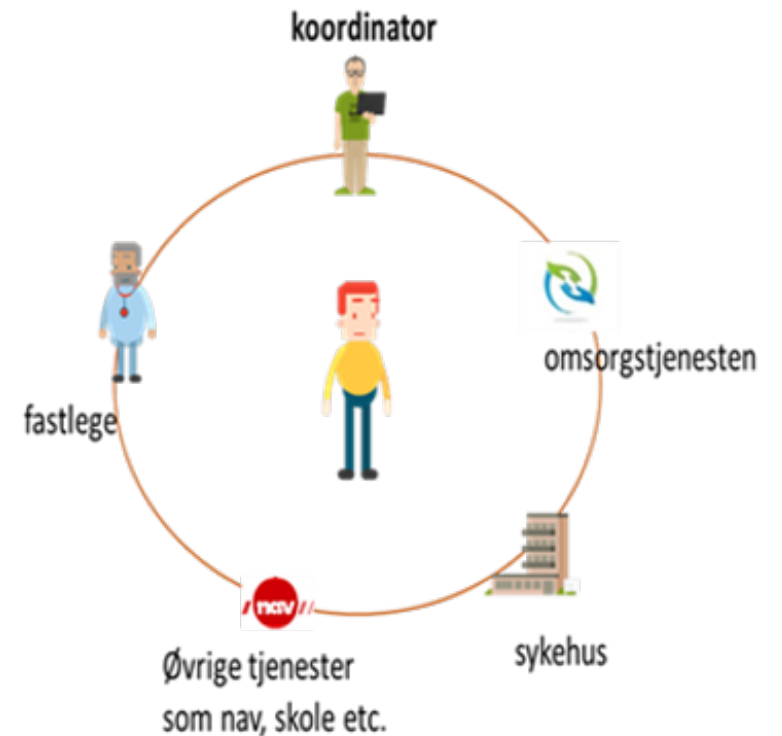 koordinator
omsorgstjenesten
fastlege
nav
sykehus
Øvrige tjenester
som nav, skole etc.